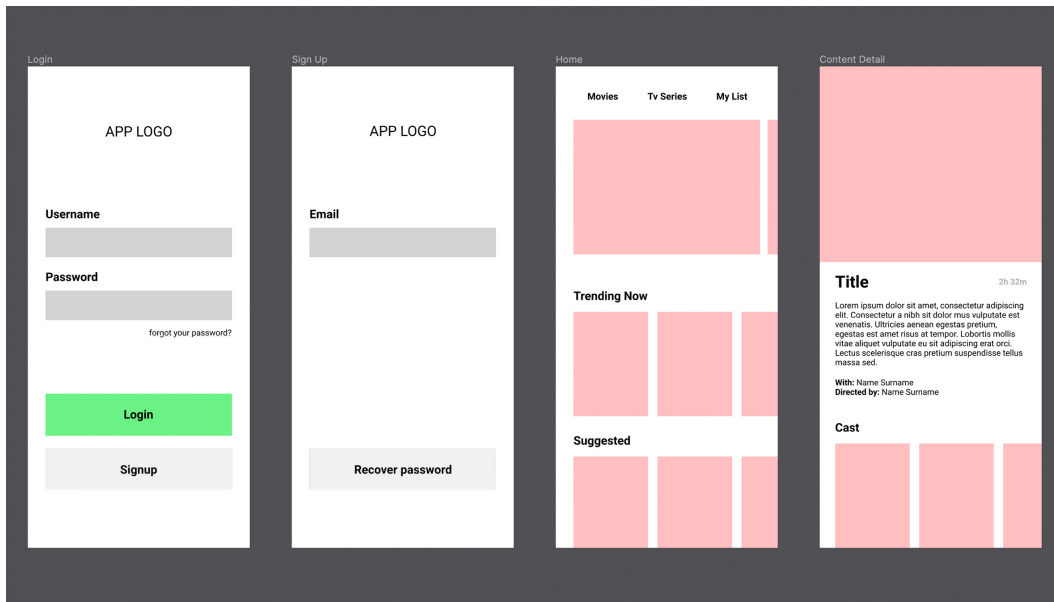 Login
APP LOGO
Username
Password
forgot your password?
Login
Signup
Sign Up
APP LOGO
Email
Recover password
Home
Movies Tv Series My List
Trending Now
Suggested
Content Detail
Title 2h 32m
Lorem ipsum dolor sit amet, consectetur adipiscing
elit. Consectetur a nibh sit dolor mus vulputate est
venenatis. Ultricies aenean egestas pretium,
egestas est amet risus at tempor. Lobortis mollis
vitae aliquet vulputate eu sit adipiscing erat orci.
Lectus scelerisque cras pretium suspendisse tellus
massa sed.
With: Name Surname
Directed by: Name Surname
Cast